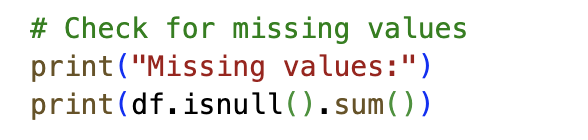 # Check for missing values
print("Missing values:")
print(df.isnull().sum())